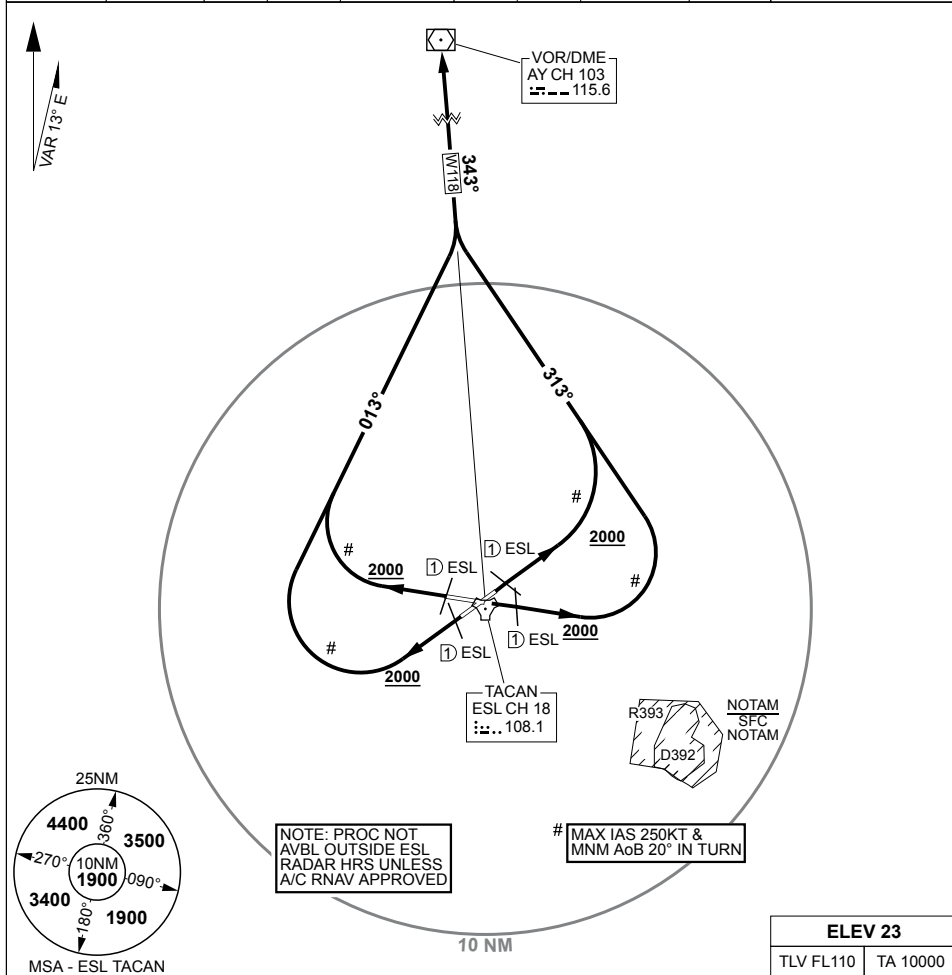 VAR 13° E
VOR/DME
AY CH 103
115.6
W118
343°
013°
313°
#
2000
#
2000
1 ESL
1 ESL
#
2000
1 ESL
1 ESL
#
2000
TACAN
ESL CH 18
108.1
R393
D392
NOTAM
SFC
NOTAM
25NM
4400
360°
3500
270°
10NM
1900
090°
3400
180°
1900
MSA - ESL TACAN
NOTE: PROC NOT
AVBL OUTSIDE ESL
RADAR HRS UNLESS
A/C RNAV APPROVED
# MAX IAS 250KT &
MNM AoB 20° IN TURN
10 NM
ELEV 23
TLV FL110 TA 10000